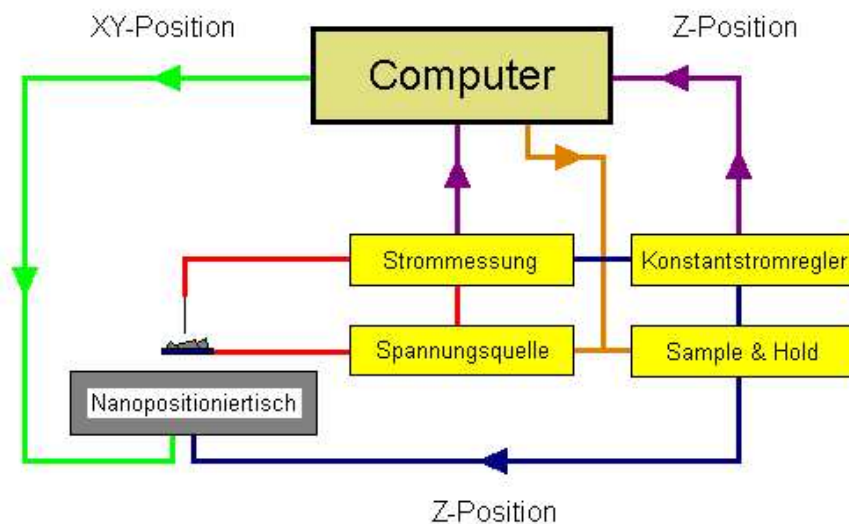 XY-Position
Z-Position
Computer
Strommessung
Konstantstromregler
Spannungsquelle
Sample & Hold
Nanopositioniertisch
Z-Position